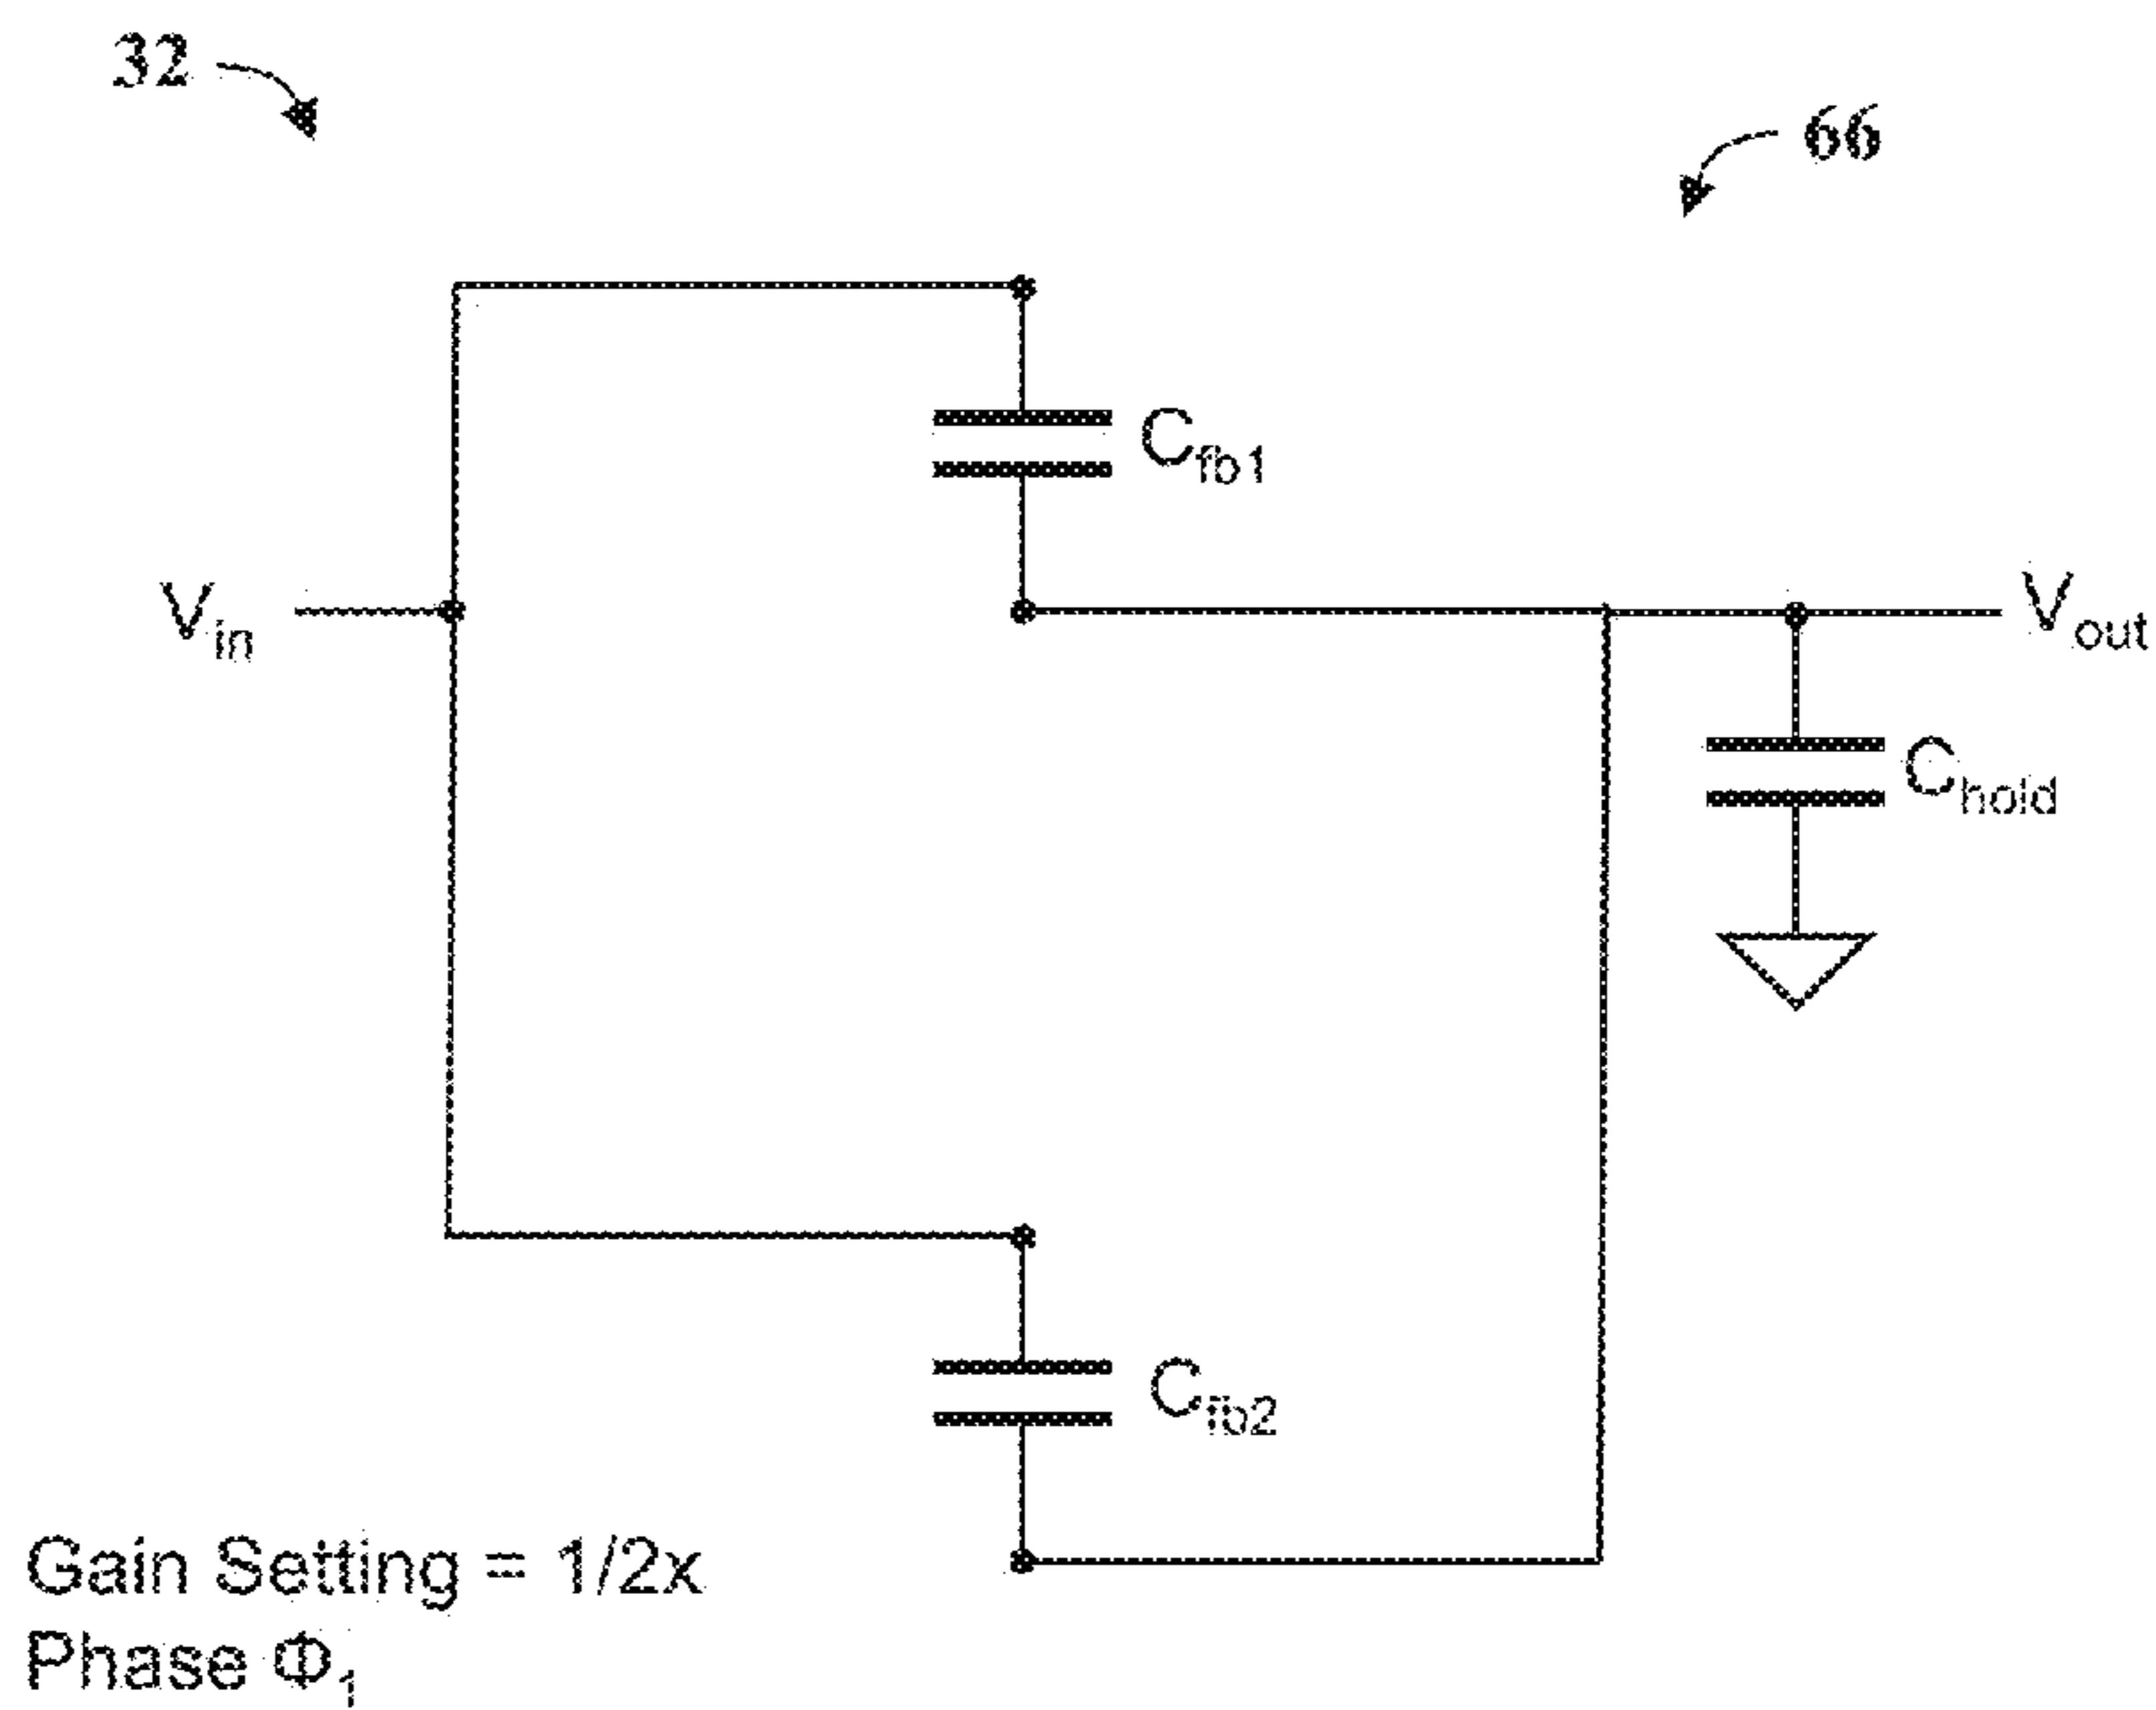 32
66
C_fb1
V_in
V_out
C_hold
C_fb2
Gain Setting = 1/2x
Phase Φ_1